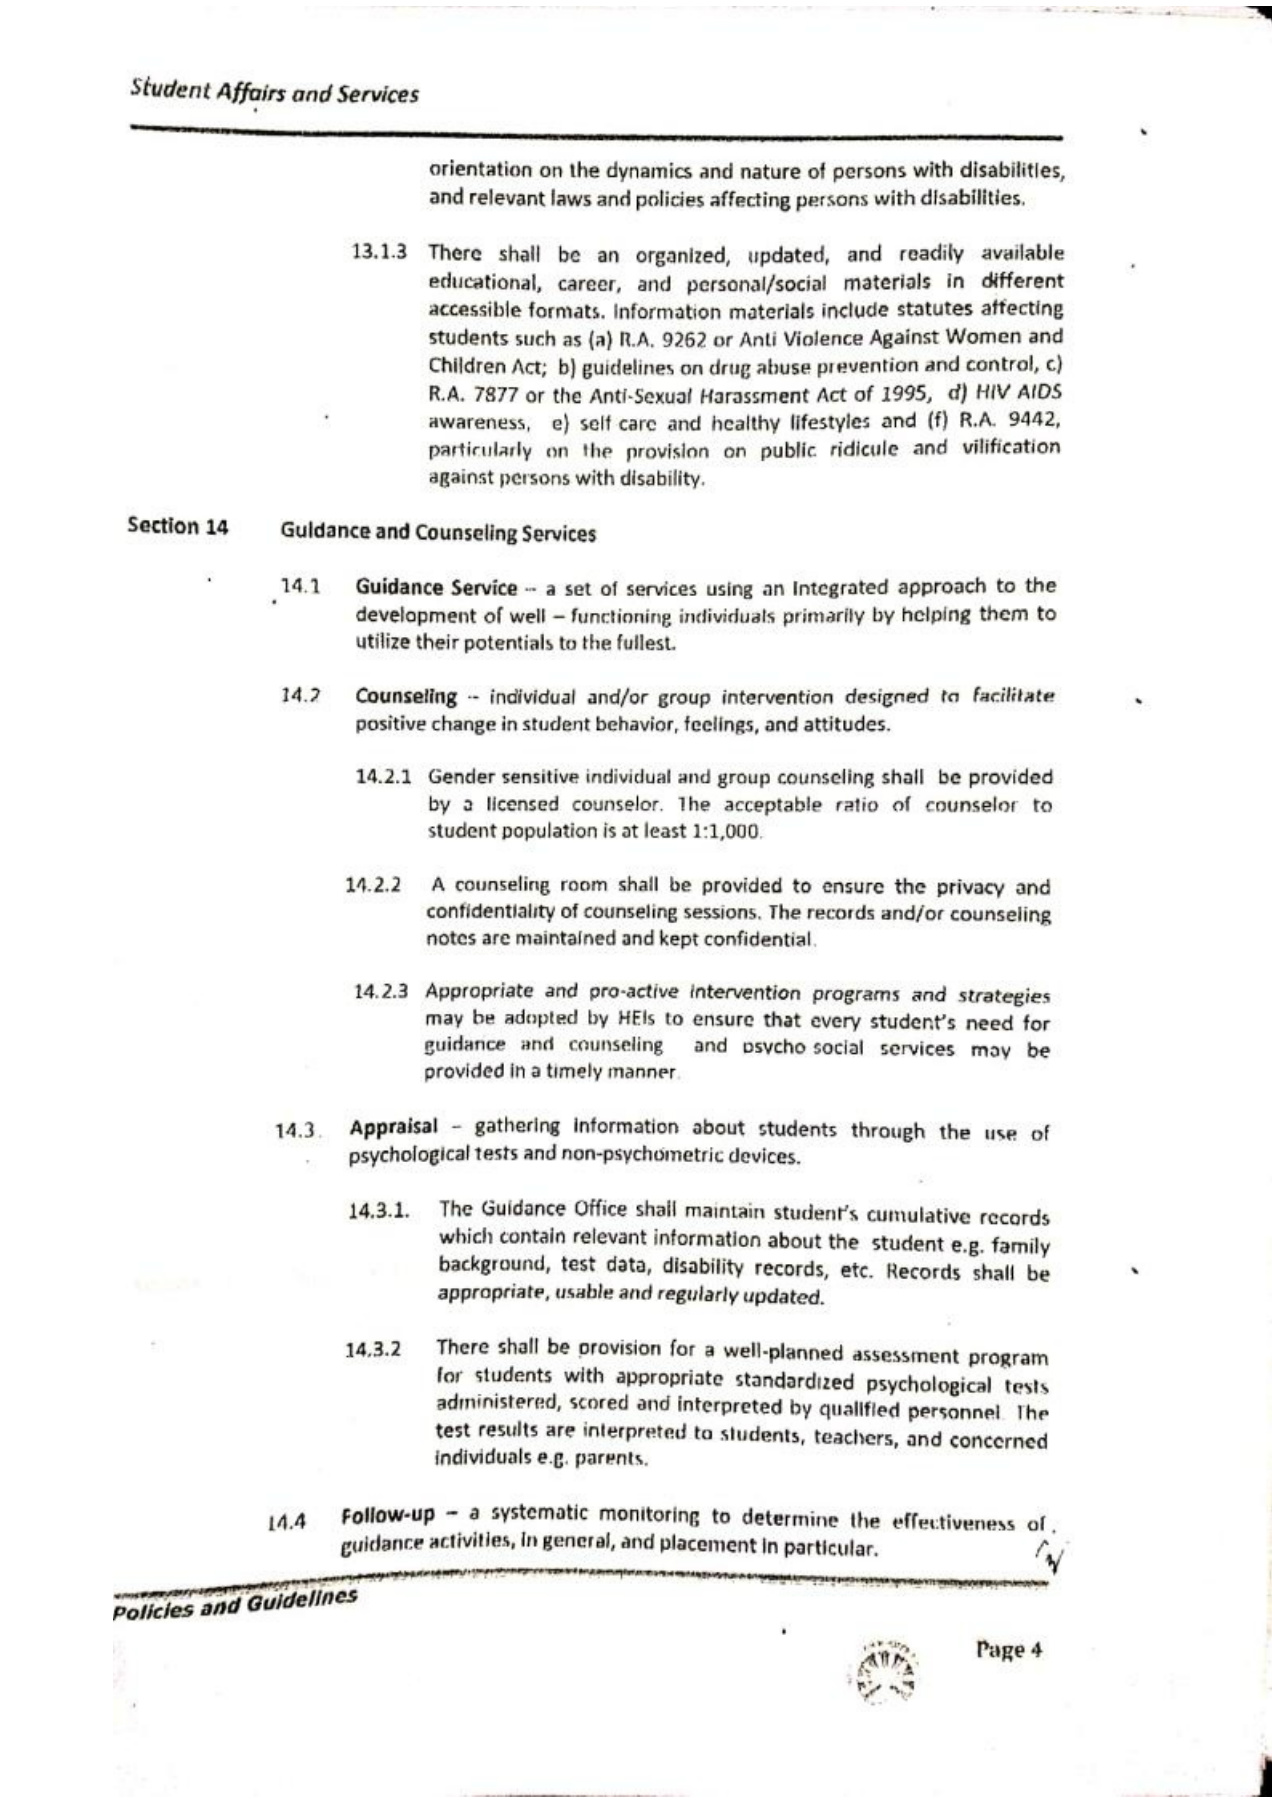 Student Affairs and Services
orientation on the dynamics and nature of persons with disabilities,
and relevant laws and policies affecting persons with disabilities.
13.1.3 There shall be an organized, updated, and readily available
educational, career, and personal/social materials in different
accessible formats. Information materials include statutes affecting
students such as (a) R.A. 9262 or Anti Violence Against Women and
Children Act; b) guidelines on drug abuse prevention and control, c)
R.A. 7877 or the Anti-Sexual Harassment Act of 1995, d) HIV AIDS
awareness, e) self care and healthy lifestyles and (f) R.A. 9442,
particularly on the provision on public ridicule and vilification
against persons with disability.
Section 14 Guidance and Counseling Services
14.1 Guidance Service -- a set of services using an Integrated approach to the
development of well – functioning individuals primarily by helping them to
utilize their potentials to the fullest.
14.2 Counseling -- individual and/or group intervention designed to facilitate
positive change in student behavior, feelings, and attitudes.
14.2.1 Gender sensitive individual and group counseling shall be provided
by a licensed counselor. The acceptable ratio of counselor to
student population is at least 1:1,000.
14.2.2 A counseling room shall be provided to ensure the privacy and
confidentiality of counseling sessions. The records and/or counseling
notes are maintained and kept confidential.
14.2.3 Appropriate and pro-active intervention programs and strategies
may be adopted by HEIs to ensure that every student's need for
guidance and counseling and psycho social services may be
provided in a timely manner.
14.3. Appraisal – gathering information about students through the use of
psychological tests and non-psychometric devices.
14.3.1. The Guidance Office shall maintain student's cumulative records
which contain relevant information about the student e.g. family
background, test data, disability records, etc. Records shall be
appropriate, usable and regularly updated.
14.3.2 There shall be provision for a well-planned assessment program
for students with appropriate standardized psychological tests
administered, scored and interpreted by qualified personnel. The
test results are interpreted to students, teachers, and concerned
individuals e.g. parents.
14.4 Follow-up – a systematic monitoring to determine the effectiveness of
guidance activities, in general, and placement in particular.
Policies and Guidelines
Page 4